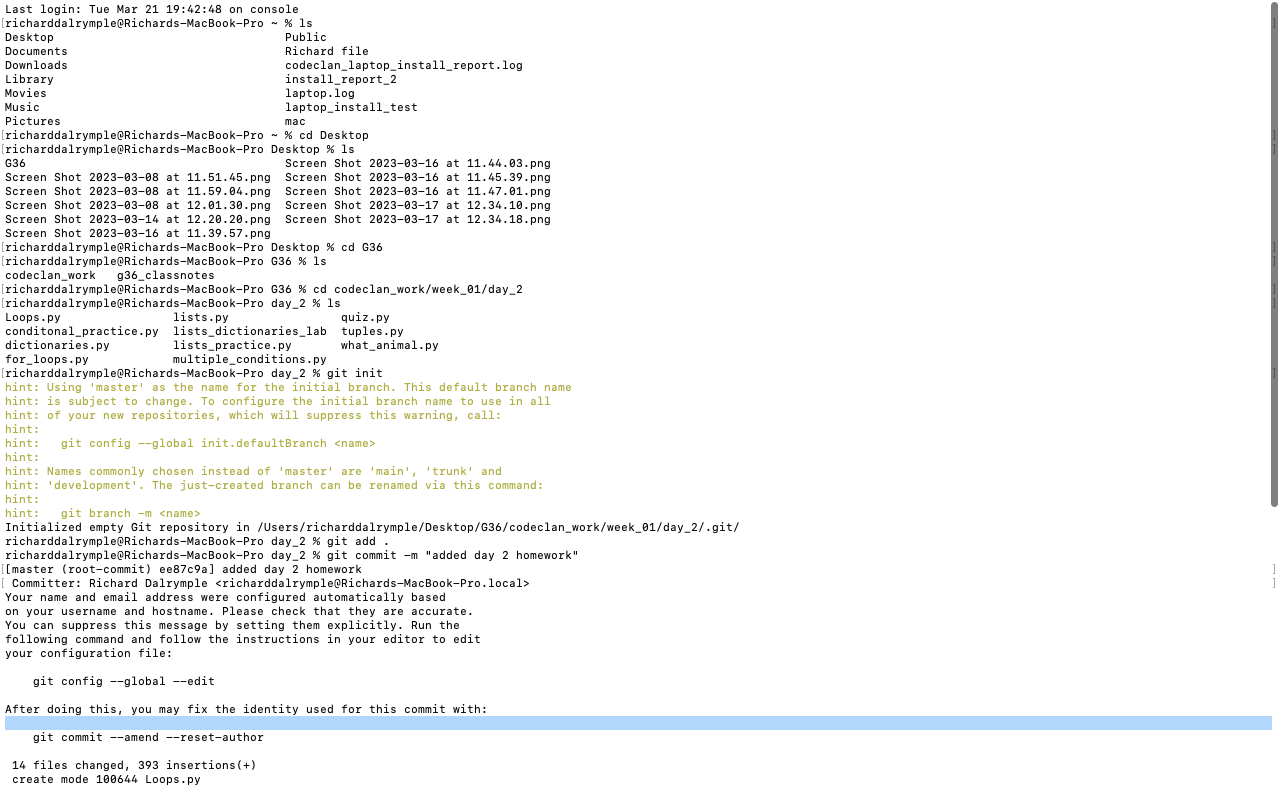 Last login: Tue Mar 21 19:42:48 on console
[richarddalrymple@Richards-MacBook-Pro ~ % ls ]
Desktop Public
Documents Richard file
Downloads codeclan_laptop_install_report.log
Library install_report_2
Movies laptop.log
Music laptop_install_test
Pictures mac
[richarddalrymple@Richards-MacBook-Pro ~ % cd Desktop ]
[richarddalrymple@Richards-MacBook-Pro Desktop % ls ]
G36 Screen Shot 2023-03-16 at 11.44.03.png
Screen Shot 2023-03-08 at 11.51.45.png Screen Shot 2023-03-16 at 11.45.39.png
Screen Shot 2023-03-08 at 11.59.04.png Screen Shot 2023-03-16 at 11.47.01.png
Screen Shot 2023-03-08 at 12.01.30.png Screen Shot 2023-03-17 at 12.34.10.png
Screen Shot 2023-03-14 at 12.20.20.png Screen Shot 2023-03-17 at 12.34.18.png
Screen Shot 2023-03-16 at 11.39.57.png
[richarddalrymple@Richards-MacBook-Pro Desktop % cd G36 ]
[richarddalrymple@Richards-MacBook-Pro G36 % ls ]
codeclan_work g36_classnotes
[richarddalrymple@Richards-MacBook-Pro G36 % cd codeclan_work/week_01/day_2 ]
[richarddalrymple@Richards-MacBook-Pro day_2 % ls ]
Loops.py lists.py quiz.py
conditonal_practice.py lists_dictionaries_lab tuples.py
dictionaries.py lists_practice.py what_animal.py
for_loops.py multiple_conditions.py
[richarddalrymple@Richards-MacBook-Pro day_2 % git init ]
hint: Using 'master' as the name for the initial branch. This default branch name
hint: is subject to change. To configure the initial branch name to use in all
hint: of your new repositories, which will suppress this warning, call:
hint:
hint: git config --global init.defaultBranch <name>
hint:
hint: Names commonly chosen instead of 'master' are 'main', 'trunk' and
hint: 'development'. The just-created branch can be renamed via this command:
hint:
hint: git branch -m <name>
Initialized empty Git repository in /Users/richarddalrymple/Desktop/G36/codeclan_work/week_01/day_2/.git/
richarddalrymple@Richards-MacBook-Pro day_2 % git add .
richarddalrymple@Richards-MacBook-Pro day_2 % git commit -m "added day 2 homework"
[[master (root-commit) ee87c9a] added day 2 homework ]
[ Committer: Richard Dalrymple <richarddalrymple@Richards-MacBook-Pro.local> ]
Your name and email address were configured automatically based
on your username and hostname. Please check that they are accurate.
You can suppress this message by setting them explicitly. Run the
following command and follow the instructions in your editor to edit
your configuration file:
git config --global --edit
After doing this, you may fix the identity used for this commit with:
git commit --amend --reset-author
14 files changed, 393 insertions(+)
create mode 100644 Loops.py